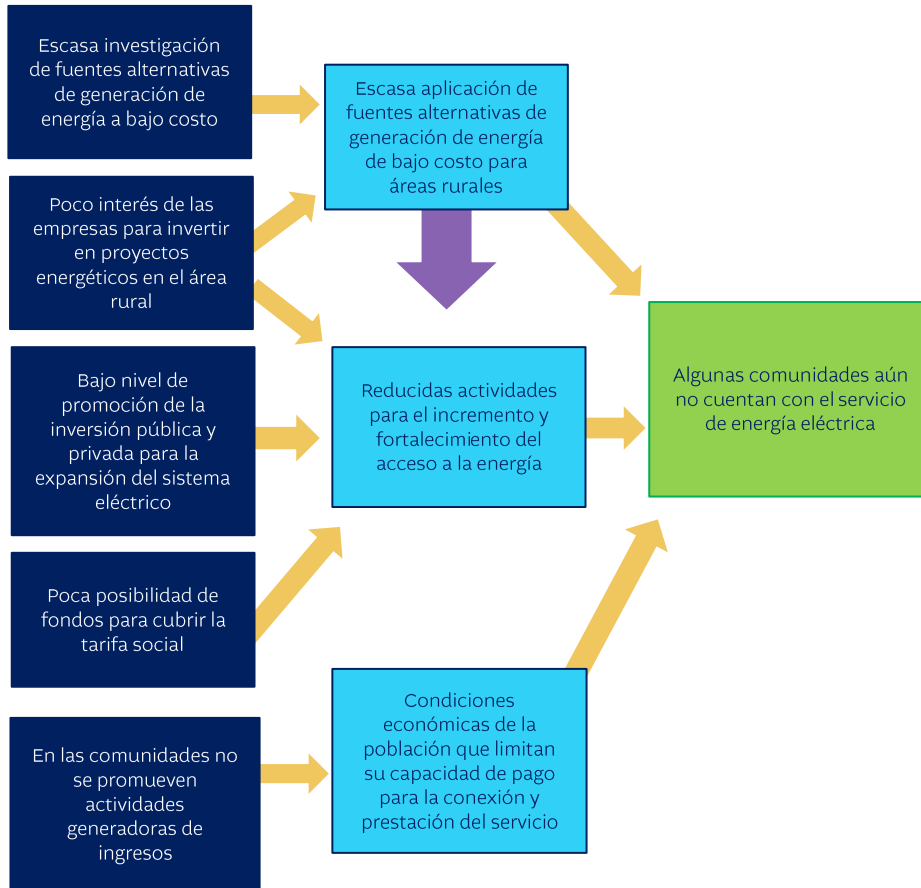 Escasa investigación
de fuentes alternativas
de generación de
energía a bajo costo
Escasa aplicación de
fuentes alternativas de
generación de energía
de bajo costo para
áreas rurales
Poco interés de las
empresas para invertir
en proyectos
energéticos en el área
rural
Bajo nivel de
promoción de la
inversión pública y
privada para la
expansión del sistema
eléctrico
Reducidas actividades
para el incremento y
fortalecimiento del
acceso a la energía
Algunas comunidades aún
no cuentan con el servicio
de energía eléctrica
Poca posibilidad de
fondos para cubrir la
tarifa social
En las comunidades no
se promueven
actividades
generadoras de
ingresos
Condiciones
económicas de la
población que limitan
su capacidad de pago
para la conexión y
prestación del servicio